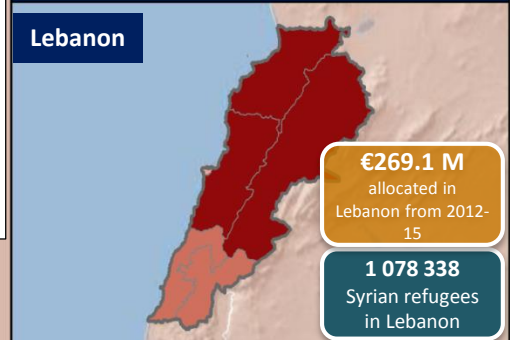 Lebanon
€269.1 M
allocated in
Lebanon from 2012-
15
1 078 338
Syrian refugees
in Lebanon